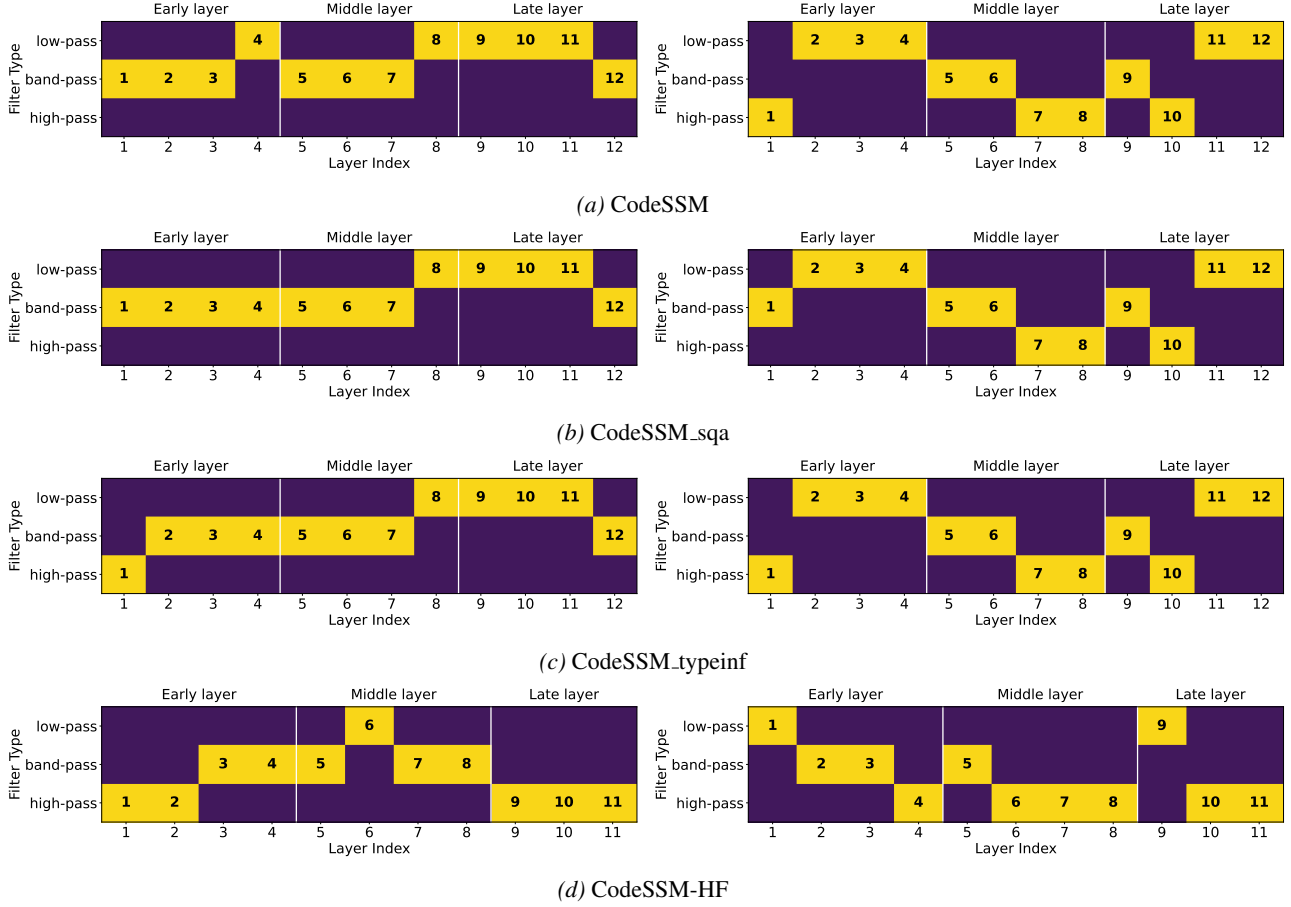 Early layer Middle layer Late layer Early layer Middle layer Late layer
Filter Type low-pass 4 8 9 10 11 Filter Type low-pass 2 3 4 11 12
band-pass 1 2 3 5 6 7 12 band-pass 5 6 9
high-pass high-pass 1 7 8 10
1 2 3 4 5 6 7 8 9 10 11 12 1 2 3 4 5 6 7 8 9 10 11 12
Layer Index Layer Index
(a) CodeSSM
Early layer Middle layer Late layer Early layer Middle layer Late layer
Filter Type low-pass 8 9 10 11 Filter Type low-pass 2 3 4 11 12
band-pass 1 2 3 4 5 6 7 12 band-pass 1 5 6 9
high-pass high-pass 7 8 10
1 2 3 4 5 6 7 8 9 10 11 12 1 2 3 4 5 6 7 8 9 10 11 12
Layer Index Layer Index
(b) CodeSSM_sqa
Early layer Middle layer Late layer Early layer Middle layer Late layer
Filter Type low-pass 8 9 10 11 Filter Type low-pass 2 3 4 11 12
band-pass 2 3 4 5 6 7 12 band-pass 5 6 9
high-pass 1 high-pass 1 7 8 10
1 2 3 4 5 6 7 8 9 10 11 12 1 2 3 4 5 6 7 8 9 10 11 12
Layer Index Layer Index
(c) CodeSSM_typeinf
Early layer Middle layer Late layer Early layer Middle layer Late layer
Filter Type low-pass 6 Filter Type low-pass 1 9
band-pass 3 4 5 7 8 band-pass 2 3 5
high-pass 1 2 9 10 11 high-pass 4 6 7 8 10 11
1 2 3 4 5 6 7 8 9 10 11 1 2 3 4 5 6 7 8 9 10 11
Layer Index Layer Index
(d) CodeSSM-HF